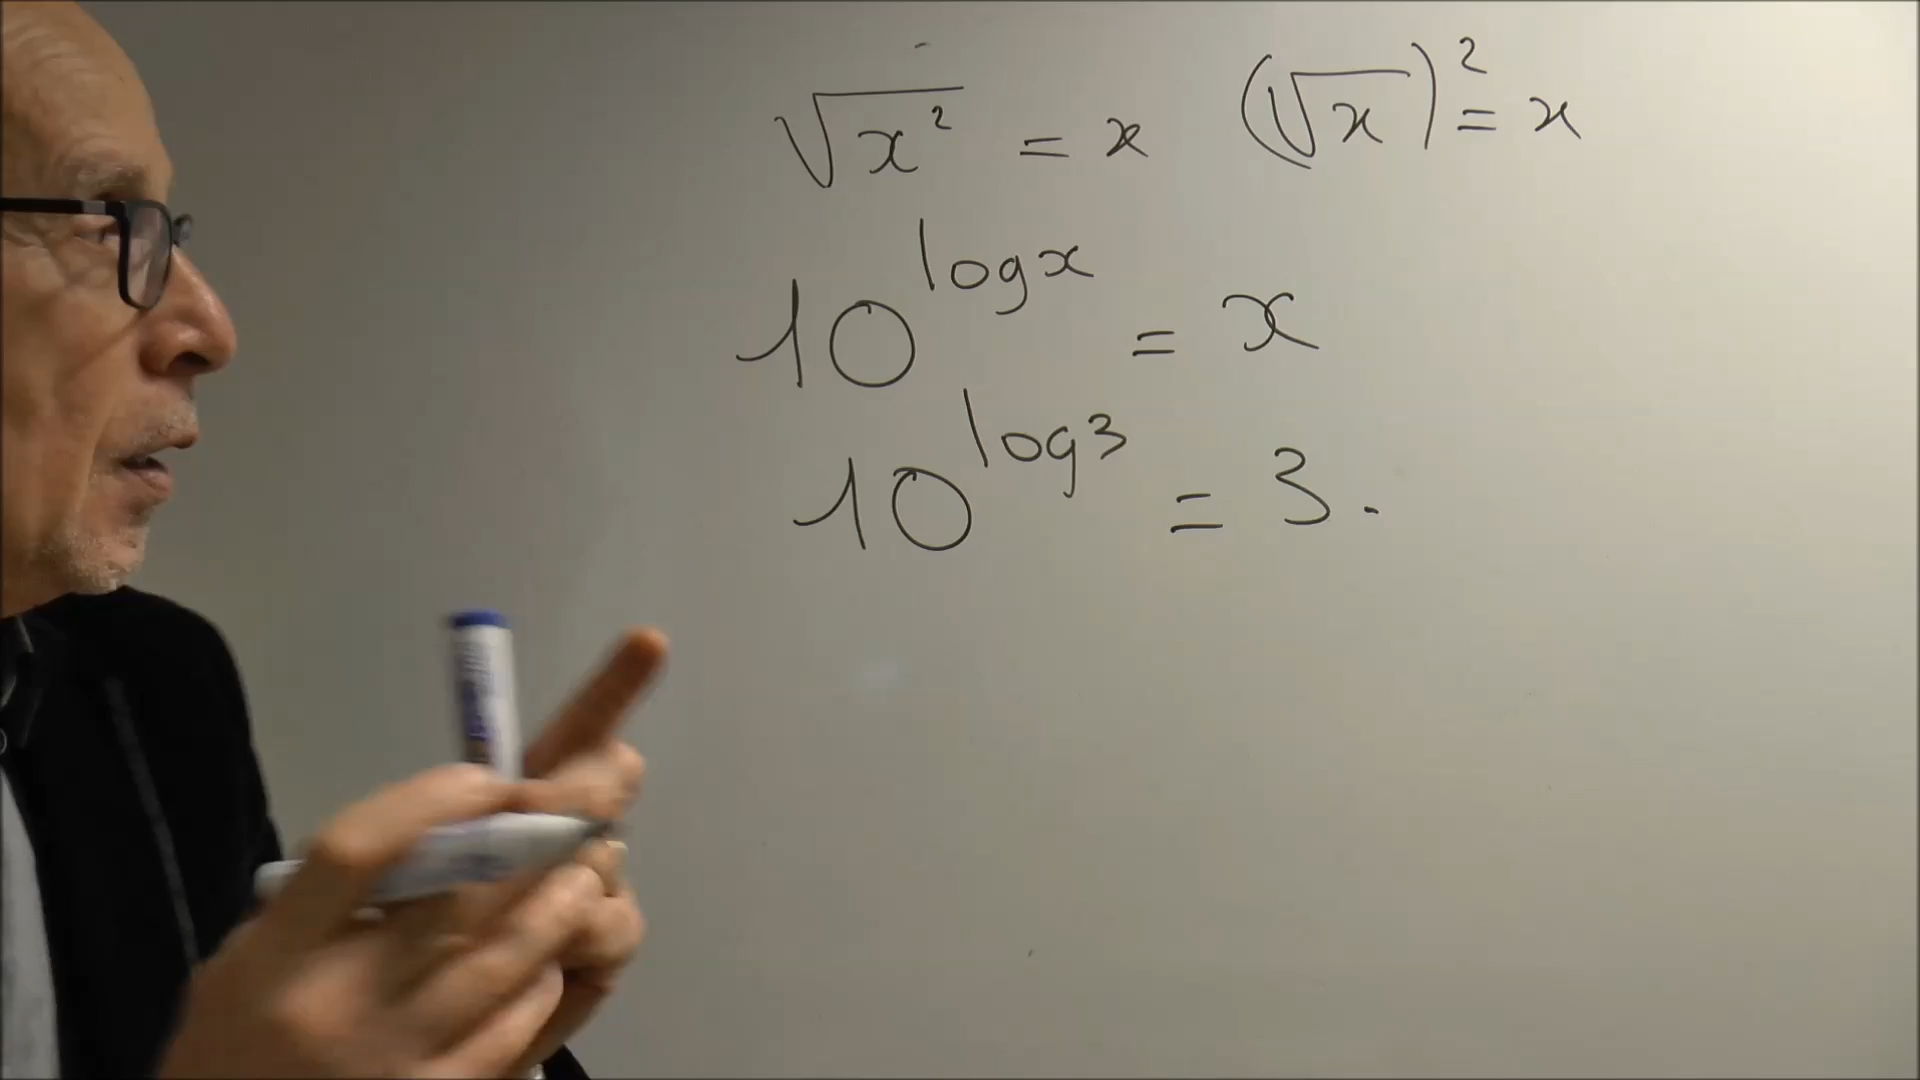 √x² = x (√x)² = x
10^log x = x
10^log 3 = 3.